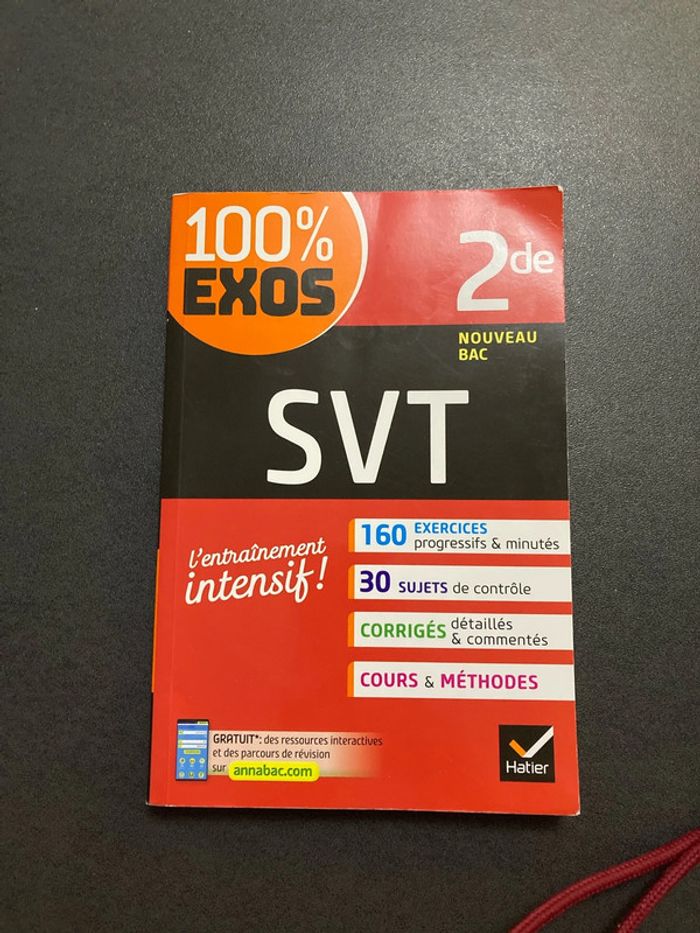 100%
EXOS
2de
NOUVEAU
BAC
SVT
l'entraînement
intensif !
160 EXERCICES
progressifs & minutés
30 SUJETS de contrôle
CORRIGÉS détaillés
& commentés
COURS & MÉTHODES
GRATUIT* : des ressources interactives
et des parcours de révision
sur annabac.com
Hatier